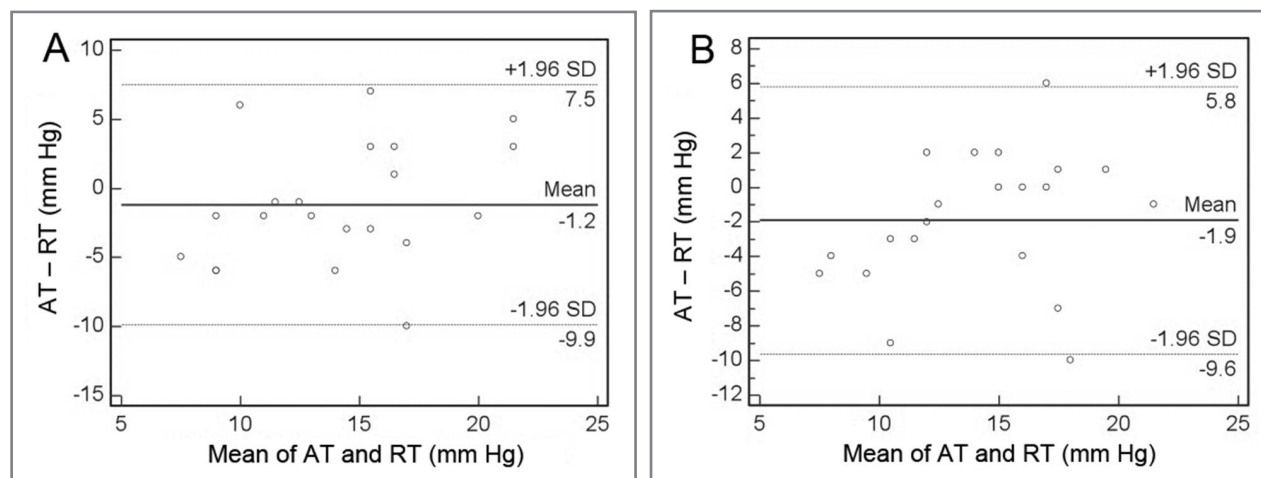 A
AT – RT (mm Hg)
10
5
0
-5
-10
-15
+1.96 SD
7.5
Mean
-1.2
-1.96 SD
-9.9
5 10 15 20 25
Mean of AT and RT (mm Hg)
B
AT – RT (mm Hg)
8
6
4
2
0
-2
-4
-6
-8
-10
-12
+1.96 SD
5.8
Mean
-1.9
-1.96 SD
-9.6
5 10 15 20 25
Mean of AT and RT (mm Hg)